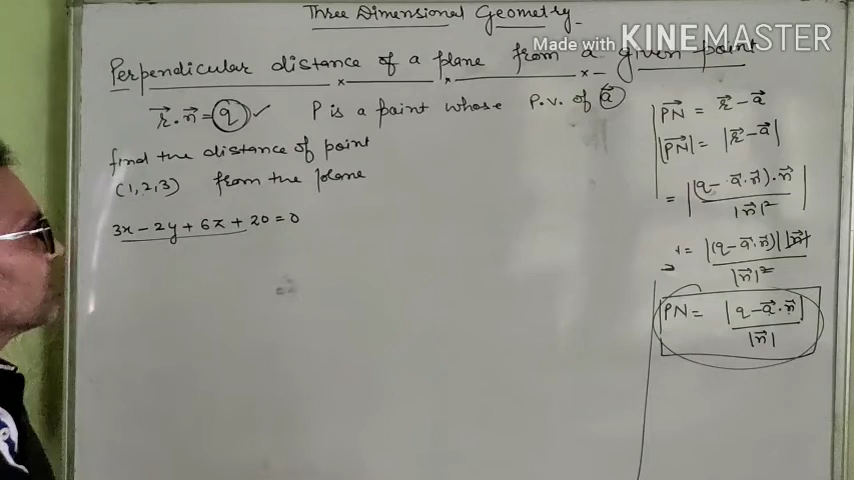 Three Dimensional Geometry
Made with KINEMASTER
Perpendicular distance of a plane from a given point
r⃗.n⃗ = q ✓ P is a point whose p.v. of a⃗
find the distance of point
(1,2,3) from the plane
3x - 2y + 6z + 20 = 0
PN⃗ = r⃗ - a⃗
|PN⃗| = |r⃗ - a⃗|
= |(q - a⃗.n⃗).n⃗ / |n⃗|²|
= |(q - a⃗.n⃗)| |n⃗| / |n⃗|²
PN = |q - a⃗.n⃗| / |n⃗|